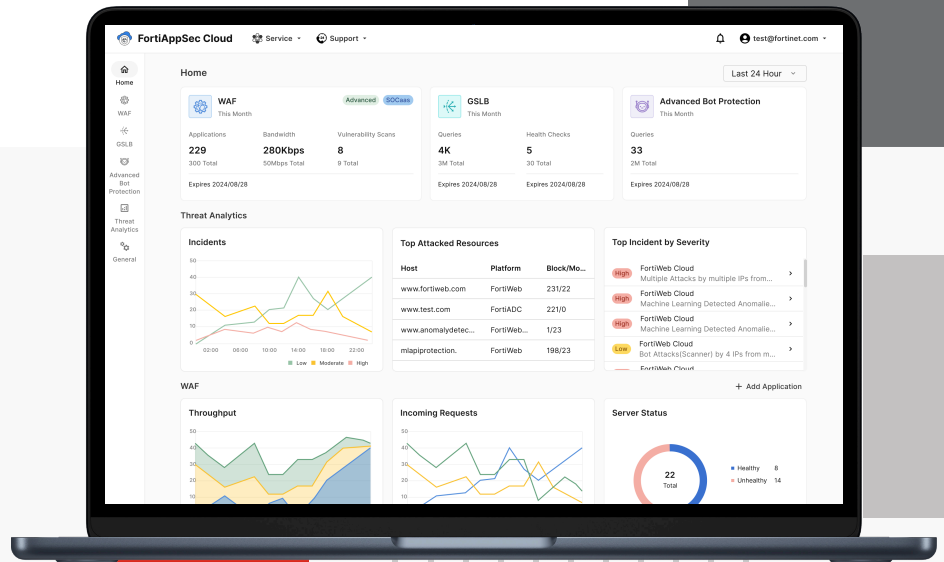 FortiAppSec Cloud
Service
Support
test@fortinet.com
Home
WAF
GSLB
Advanced
Bot
Protection
Threat
Analytics
General
Home
Last 24 Hour
WAF
This Month
Advanced
SOCaas
Applications
Bandwidth
Vulnerability Scans
229
280Kbps
8
300 Total
50Mbps Total
9 Total
Expires 2024/08/28
GSLB
This Month
Queries
Health Checks
4K
5
3M Total
30 Total
Expires 2024/08/28
Expires 2024/08/28
Advanced Bot Protection
This Month
Queries
33
2M Total
Expires 2024/08/28
Threat Analytics
Incidents
50
40
30
20
10
0
02:00
06:00
10:00
14:00
18:00
22:00
Low
Moderate
High
Top Attacked Resources
Host Platform Block/Mo...
www.fortiweb.com FortiWeb 231/22
www.test.com FortiADC 221/0
www.anomalydetec... FortiWeb... 1/23
mlapiprotection. FortiWeb 198/23
Top Incident by Severity
High
FortiWeb Cloud
Multiple Attacks by multiple IPs from...
High
FortiWeb Cloud
Machine Learning Detected Anomalie...
High
FortiWeb Cloud
Machine Learning Detected Anomalie...
Low
FortiWeb Cloud
Bot Attacks(Scanner) by 4 IPs from m...
FortiWeb Cloud
WAF
+ Add Application
Throughput
50
40
30
20
10
Incoming Requests
50
40
30
20
10
Server Status
22
Total
Healthy 8
Unhealthy 14